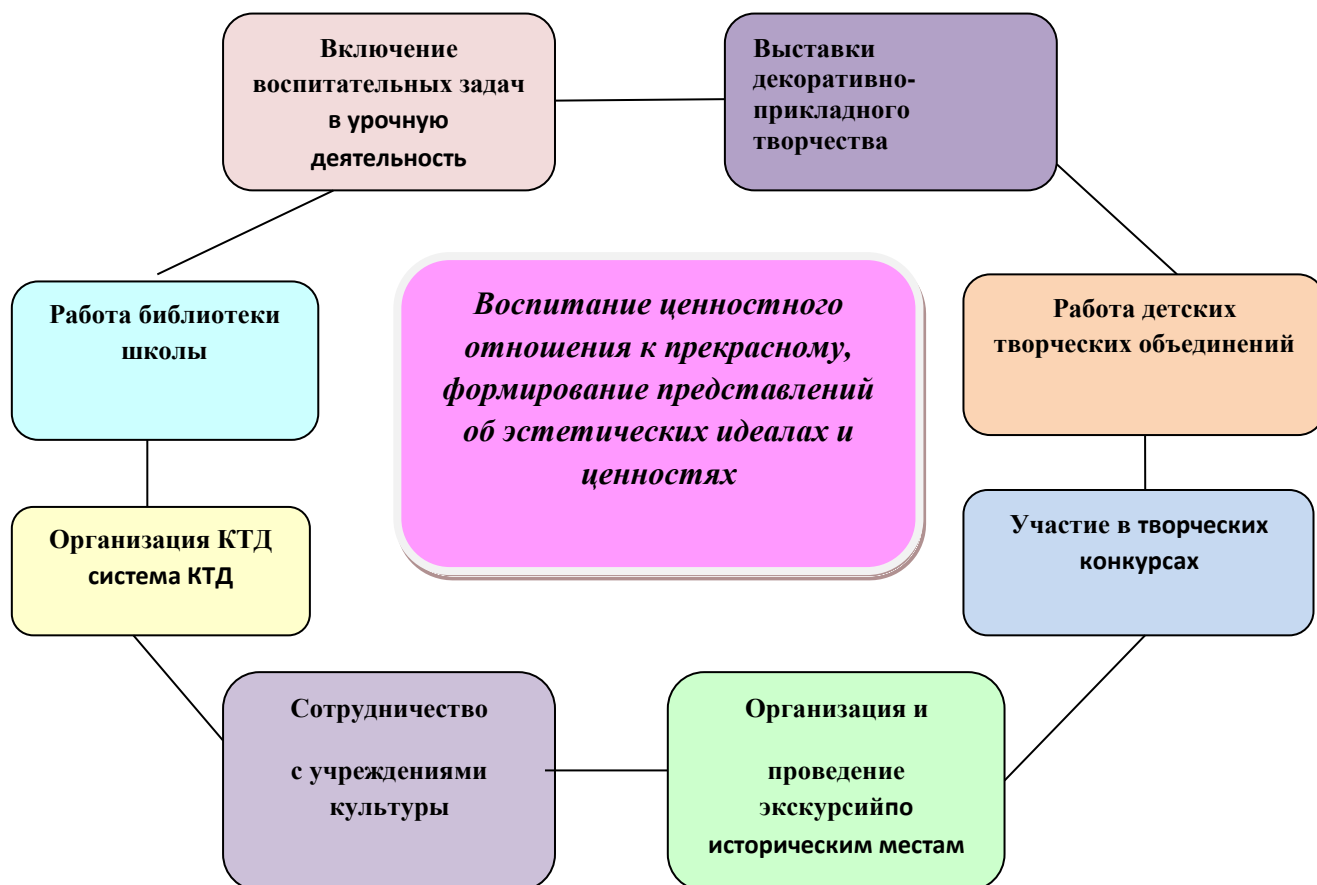 Включение
воспитательных задач
в урочную
деятельность
Выставки
декоративно-
прикладного
творчества
Работа библиотеки
школы
Воспитание ценностного
отношения к прекрасному,
формирование представлений
об эстетических идеалах и
ценностях
Работа детских
творческих объединений
Организация КТД
система КТД
Участие в творческих
конкурсах
Сотрудничество
с учреждениями
культуры
Организация и
проведение
экскурсийпо
историческим местам